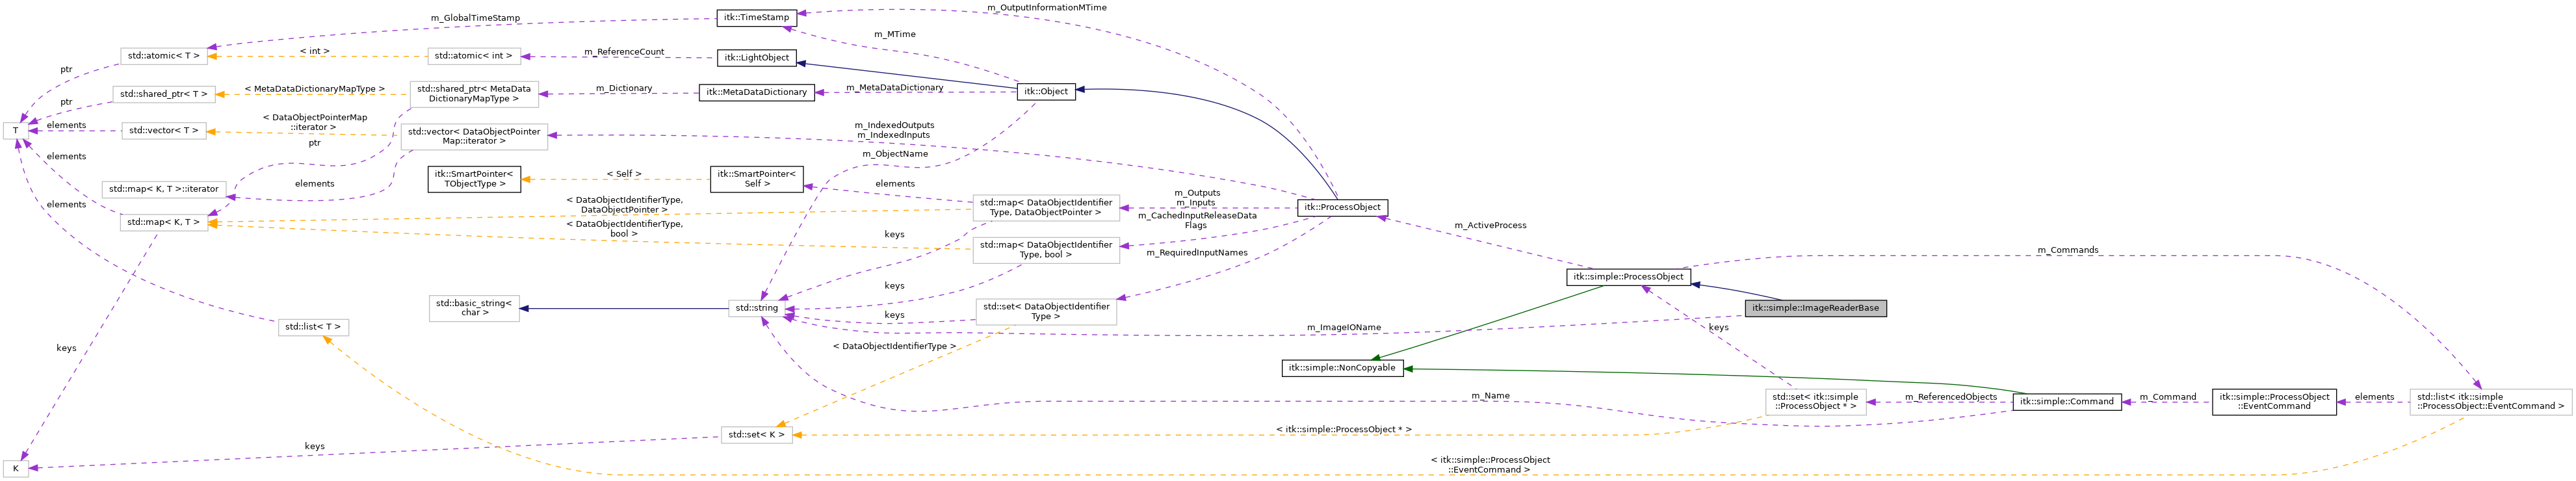 m_GlobalTimeStamp
itk::TimeStamp
m_OutputInformationMTime
m_MTime
std::atomic< T >
< int >
std::atomic< int >
m_ReferenceCount
itk::LightObject
ptr
std::shared_ptr< T >
< MetaDataDictionaryMapType >
std::shared_ptr< MetaData
DictionaryMapType >
m_Dictionary
itk::MetaDataDictionary
m_MetaDataDictionary
itk::Object
ptr
T
elements
std::vector< T >
< DataObjectPointerMap
::iterator >
std::vector< DataObjectPointer
Map::iterator >
m_IndexedOutputs
m_IndexedInputs
ptr
elements
m_ObjectName
itk::SmartPointer<
TObjectType >
< Self >
itk::SmartPointer<
Self >
std::map< K, T >::iterator
elements
elements
elements
std::map< K, T >
< DataObjectIdentifierType,
DataObjectPointer >
std::map< DataObjectIdentifier
Type, DataObjectPointer >
m_Outputs
m_Inputs
itk::ProcessObject
< DataObjectIdentifierType,
bool >
keys
std::map< DataObjectIdentifier
Type, bool >
m_CachedInputReleaseData
Flags
m_ActiveProcess
m_RequiredInputNames
m_Commands
itk::simple::ProcessObject
keys
std::basic_string<
char >
std::string
keys
std::set< DataObjectIdentifier
Type >
itk::simple::ImageReaderBase
std::list< T >
m_ImageIOName
keys
keys
< DataObjectIdentifierType >
itk::simple::NonCopyable
m_Name
std::set< itk::simple
::ProcessObject * >
m_ReferencedObjects
itk::simple::Command
m_Command
itk::simple::ProcessObject
::EventCommand
elements
std::list< itk::simple
::ProcessObject::EventCommand >
std::set< K >
< itk::simple::ProcessObject * >
keys
K
< itk::simple::ProcessObject
::EventCommand >